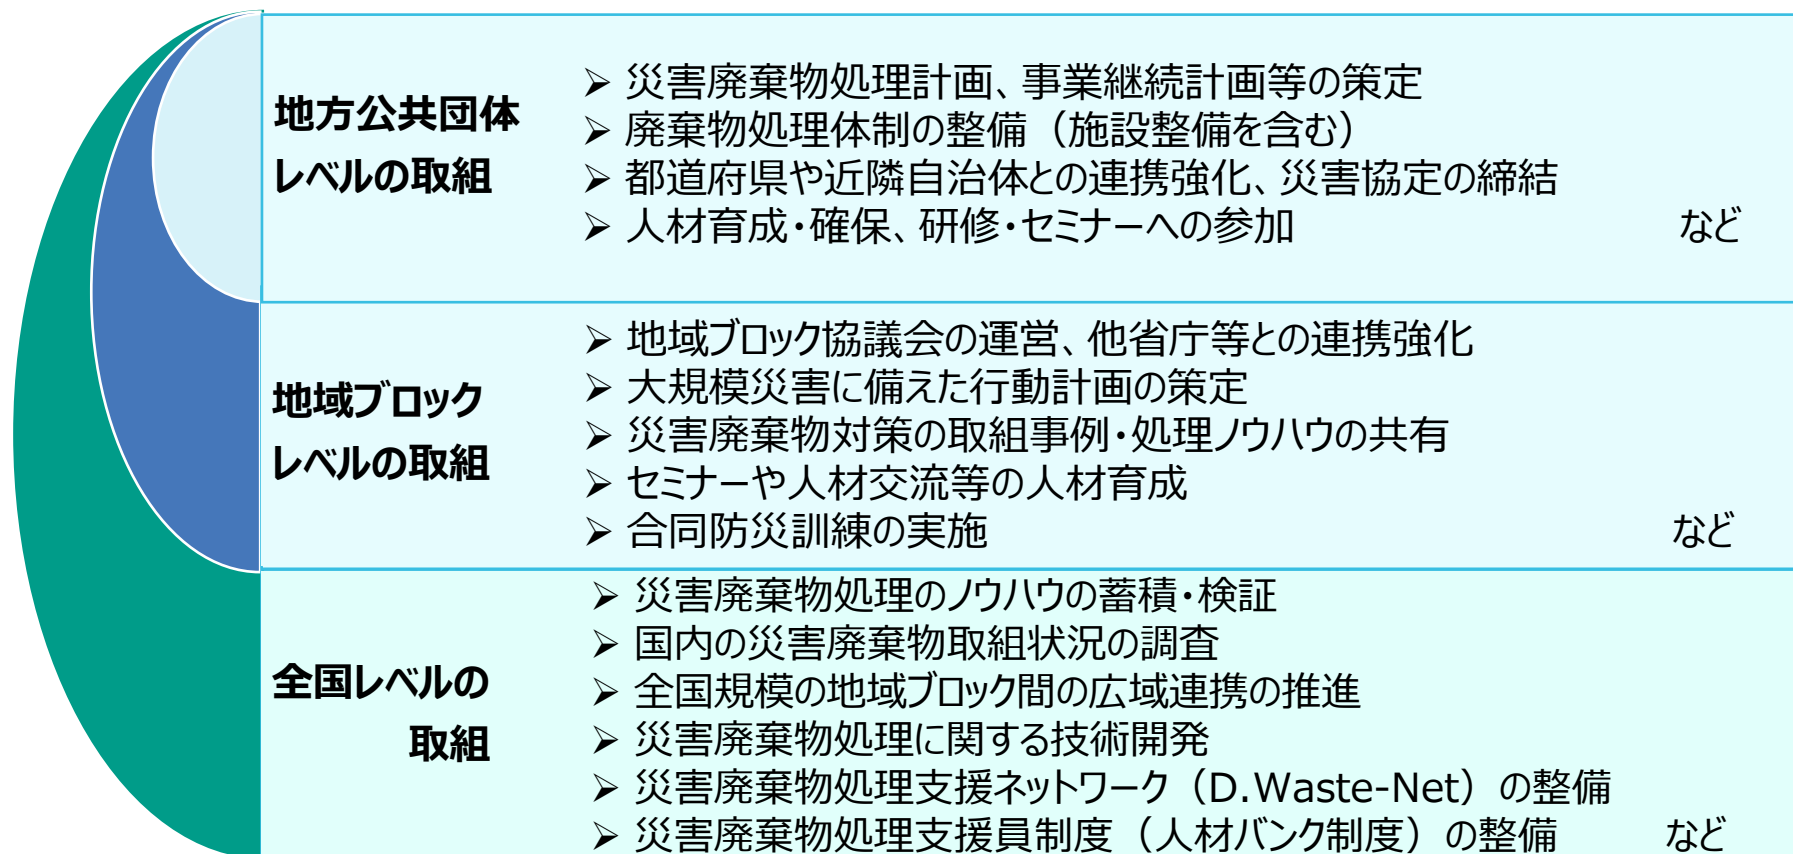 地方公共団体
レベルの取組
➢ 災害廃棄物処理計画、事業継続計画等の策定
➢ 廃棄物処理体制の整備（施設整備を含む）
➢ 都道府県や近隣自治体との連携強化、災害協定の締結
➢ 人材育成・確保、研修・セミナーへの参加 など
地域ブロック
レベルの取組
➢ 地域ブロック協議会の運営、他省庁等との連携強化
➢ 大規模災害に備えた行動計画の策定
➢ 災害廃棄物対策の取組事例・処理ノウハウの共有
➢ セミナーや人材交流等の人材育成
➢ 合同防災訓練の実施 など
全国レベルの
取組
➢ 災害廃棄物処理のノウハウの蓄積・検証
➢ 国内の災害廃棄物取組状況の調査
➢ 全国規模の地域ブロック間の広域連携の推進
➢ 災害廃棄物処理に関する技術開発
➢ 災害廃棄物処理支援ネットワーク（D.Waste-Net）の整備
➢ 災害廃棄物処理支援員制度（人材バンク制度）の整備 など